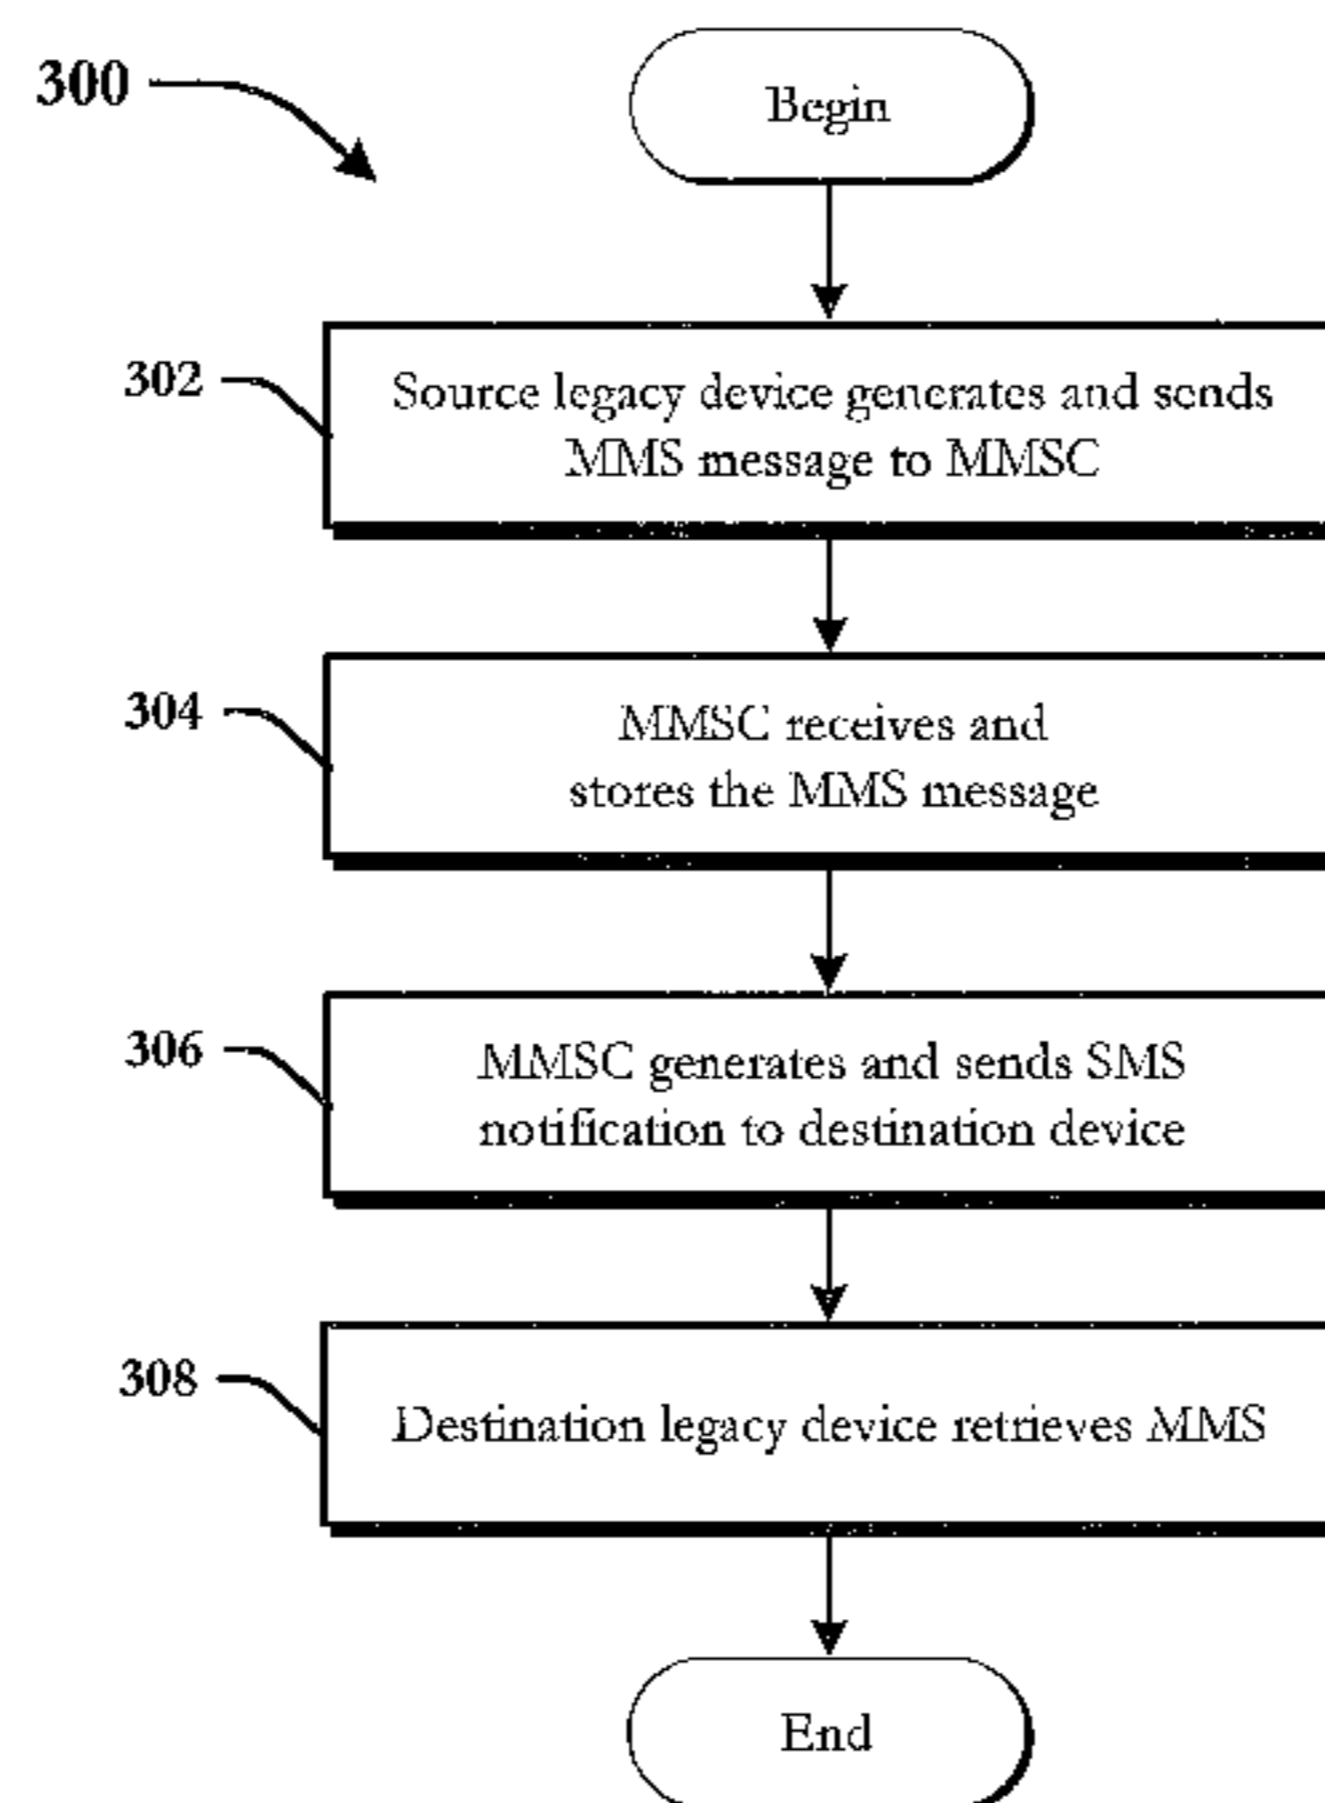 300
Begin
302
Source legacy device generates and sends
MMS message to MMSC
304
MMSC receives and
stores the MMS message
306
MMSC generates and sends SMS
notification to destination device
308
Destination legacy device retrieves MMS
End